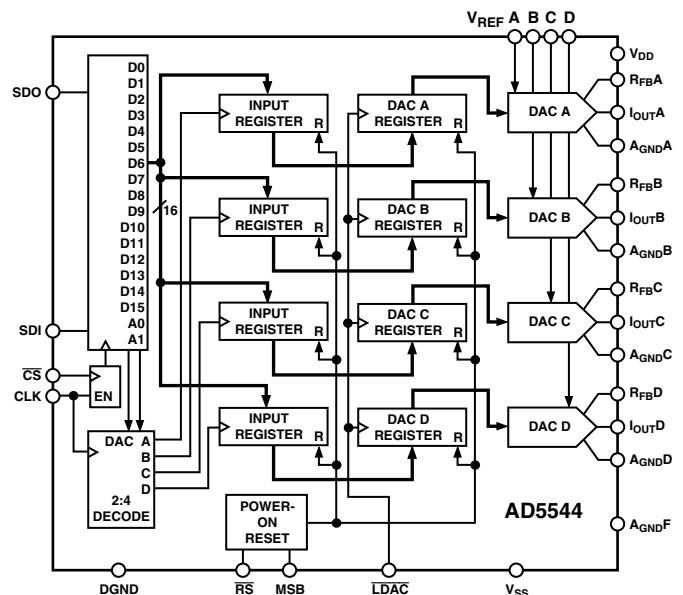 VREF A B C D
VDD
SDO
D0
D1
D2
D3
D4
D5
D6
D7
D8
D9
D10
D11
D12
D13
D14
D15
A0
A1
16
INPUT
REGISTER
R
DAC A
REGISTER
R
DAC A
RFBA
IOUTA
AGNDA
INPUT
REGISTER
R
DAC B
REGISTER
R
DAC B
RFBB
IOUTB
AGNDB
INPUT
REGISTER
R
DAC C
REGISTER
R
DAC C
RFBC
IOUTC
AGNDC
INPUT
REGISTER
R
DAC D
REGISTER
R
DAC D
RFBD
IOUTD
AGNDD
SDI
CS
CLK
EN
DAC A
B
C
D
2:4
DECODE
POWER-
ON
RESET
AD5544
AGNDF
DGND
RS
MSB
LDAC
VSS